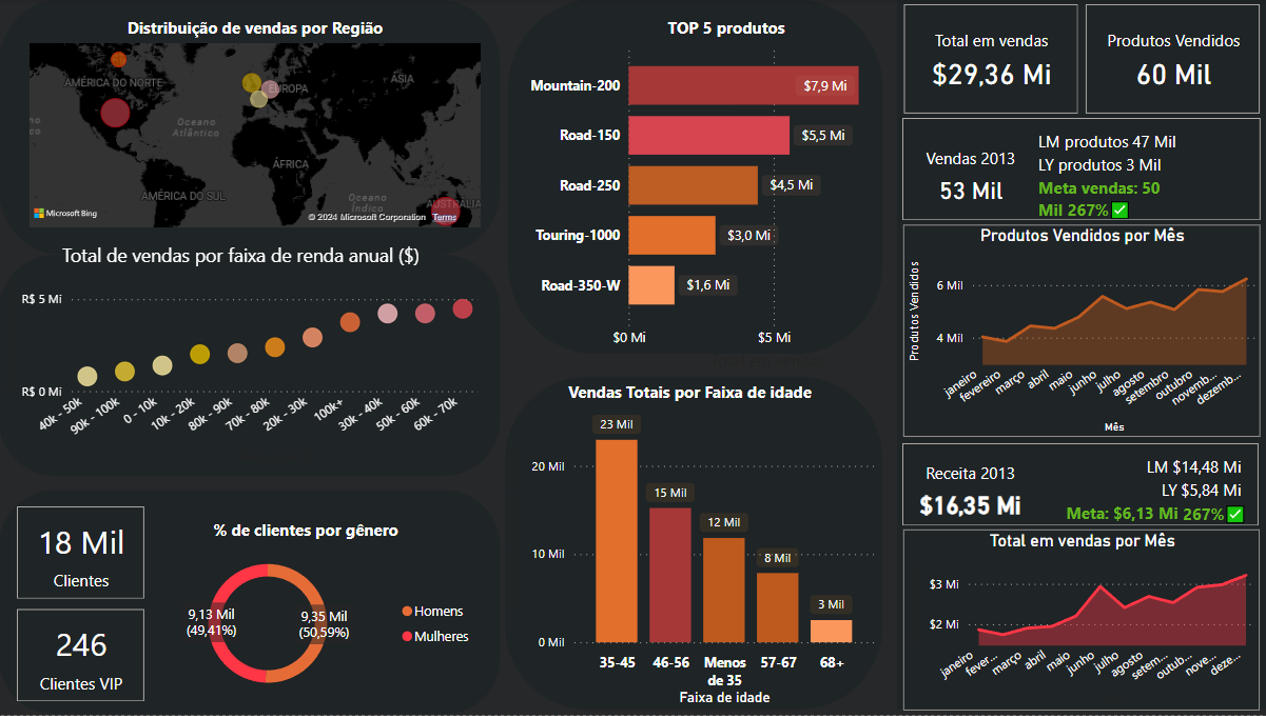 Distribuição de vendas por Região
AMÉRICA DO NORTE
EUROPA
ÁSIA
Oceano
Atlântico
ÁFRICA
AMÉRICA DO SUL
Oceano
Índico
AUSTRÁLIA
Microsoft Bing
© 2024 Microsoft Corporation Terms
Total de vendas por faixa de renda anual ($)
R$ 5 Mi
R$ 0 Mi
40k - 50k
90k - 100k
0 - 10k
10k - 20k
80k - 90k
70k - 80k
20k - 30k
100k+
30k - 40k
50k - 60k
60k - 70k
18 Mil
Clientes
246
Clientes VIP
% de clientes por gênero
9,13 Mil
(49,41%)
9,35 Mil
(50,59%)
Homens
Mulheres
TOP 5 produtos
Mountain-200
$7,9 Mi
Road-150
$5,5 Mi
Road-250
$4,5 Mi
Touring-1000
$3,0 Mi
Road-350-W
$1,6 Mi
$0 Mi
$5 Mi
Vendas Totais por Faixa de idade
20 Mil
10 Mil
0 Mil
23 Mil
15 Mil
12 Mil
8 Mil
3 Mil
35-45
46-56
Menos
de 35
57-67
68+
Faixa de idade
Total em vendas
$29,36 Mi
Produtos Vendidos
60 Mil
Vendas 2013
53 Mil
LM produtos 47 Mil
LY produtos 3 Mil
Meta vendas: 50
Mil 267% ✅
Produtos Vendidos por Mês
Produtos Vendidos
6 Mil
4 Mil
janeiro
fevereiro
março
abril
maio
junho
julho
agosto
setembro
outubro
novemb...
dezemb...
Mês
Receita 2013
$16,35 Mi
LM $14,48 Mi
LY $5,84 Mi
Meta: $6,13 Mi 267% ✅
Total em vendas por Mês
$3 Mi
$2 Mi
janeiro
fever...
março
abril
maio
junho
julho
agosto
setem...
outub...
nove...
deze...